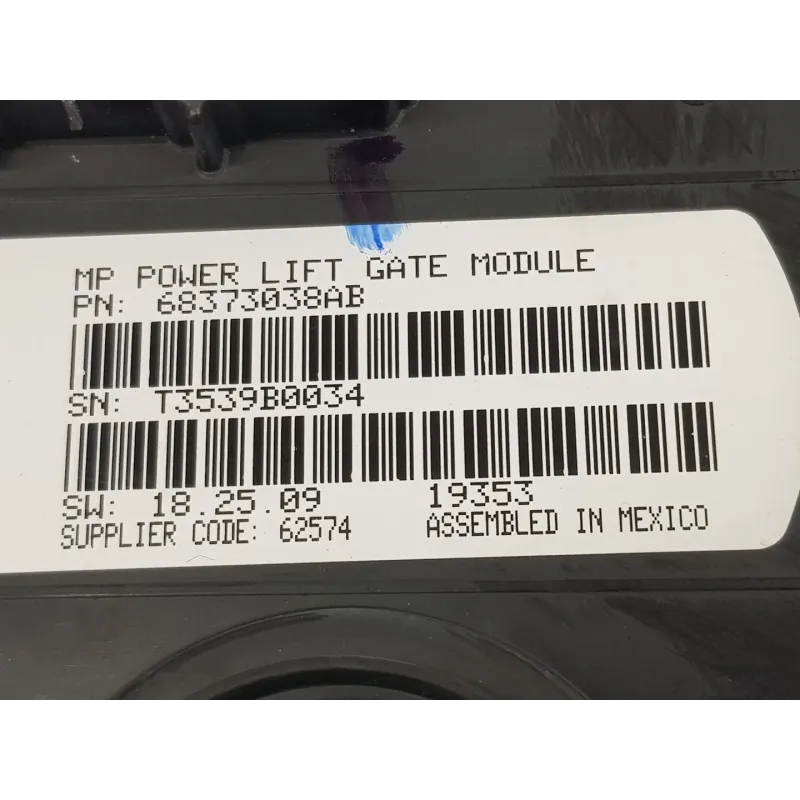 MP POWER LIFT GATE MODULE
PN: 68373038AB
SN: T3539B0034
SW: 18.25.09 19353
SUPPLIER CODE: 62574 ASSEMBLED IN MEXICO